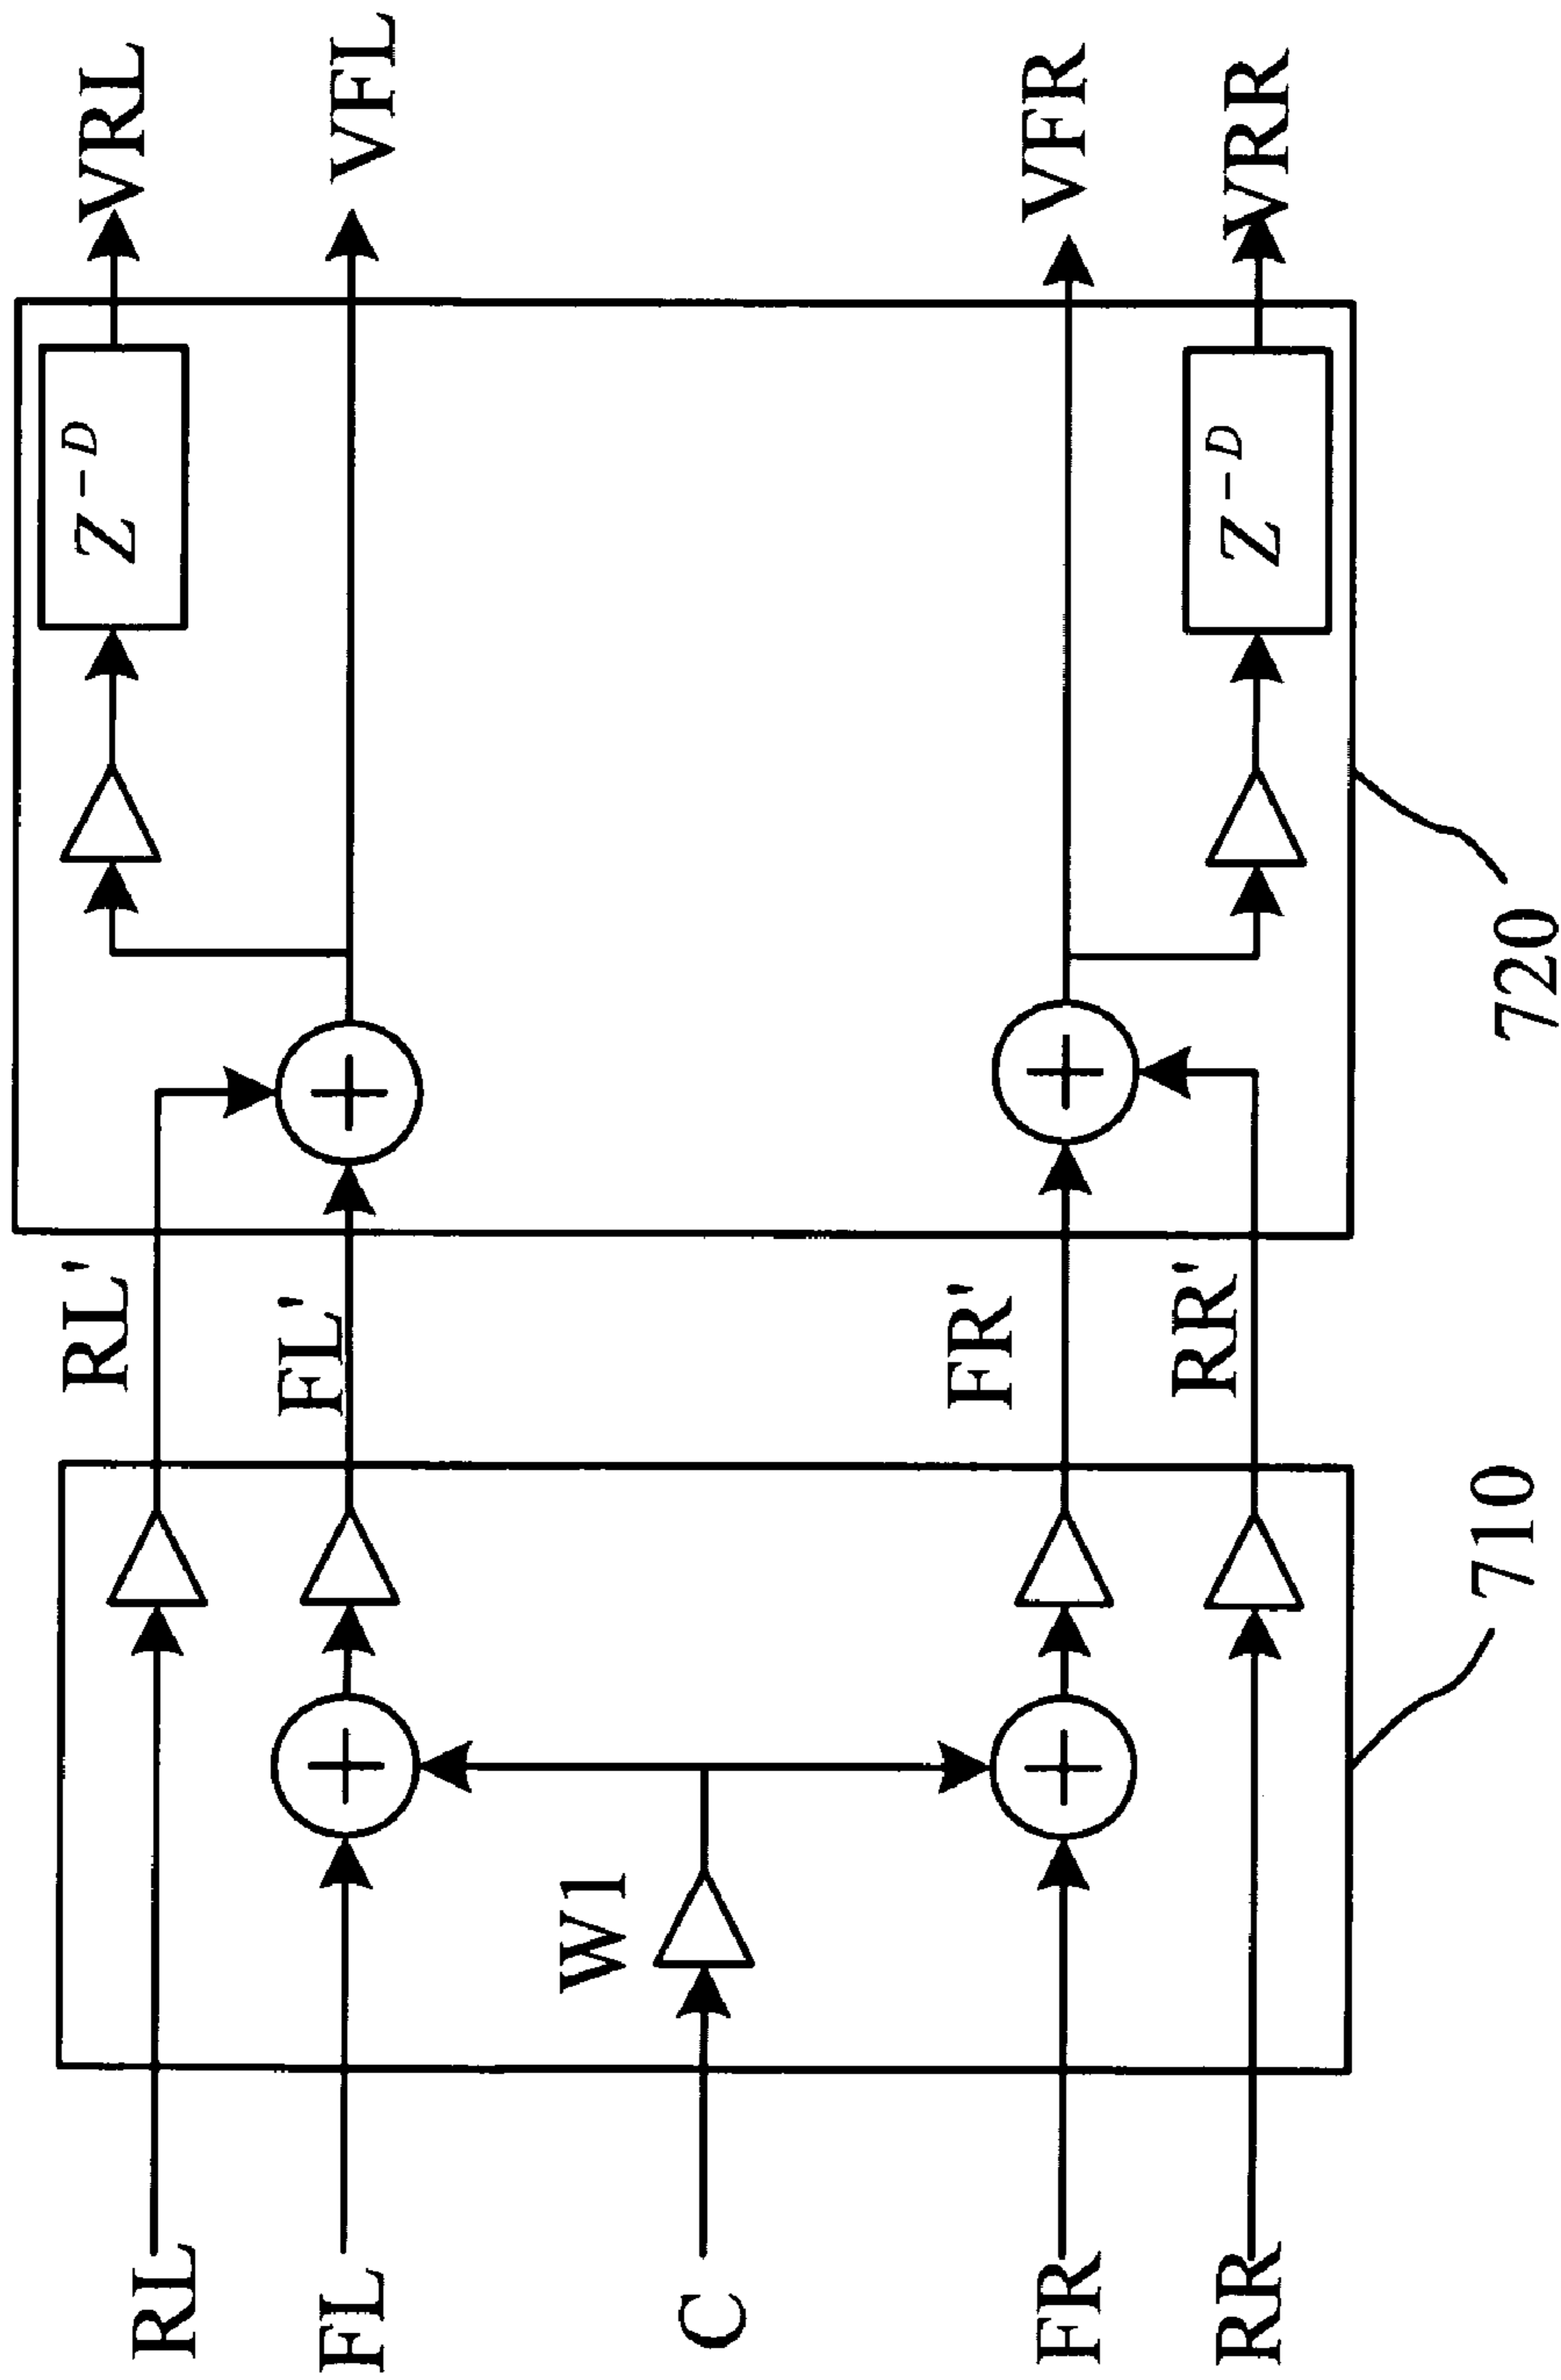 RL
FL
C
FR
RR
W1
710
RL'
FL'
FR'
RR'
720
Z^-D
Z^-D
VRL
VFL
VFR
VRR